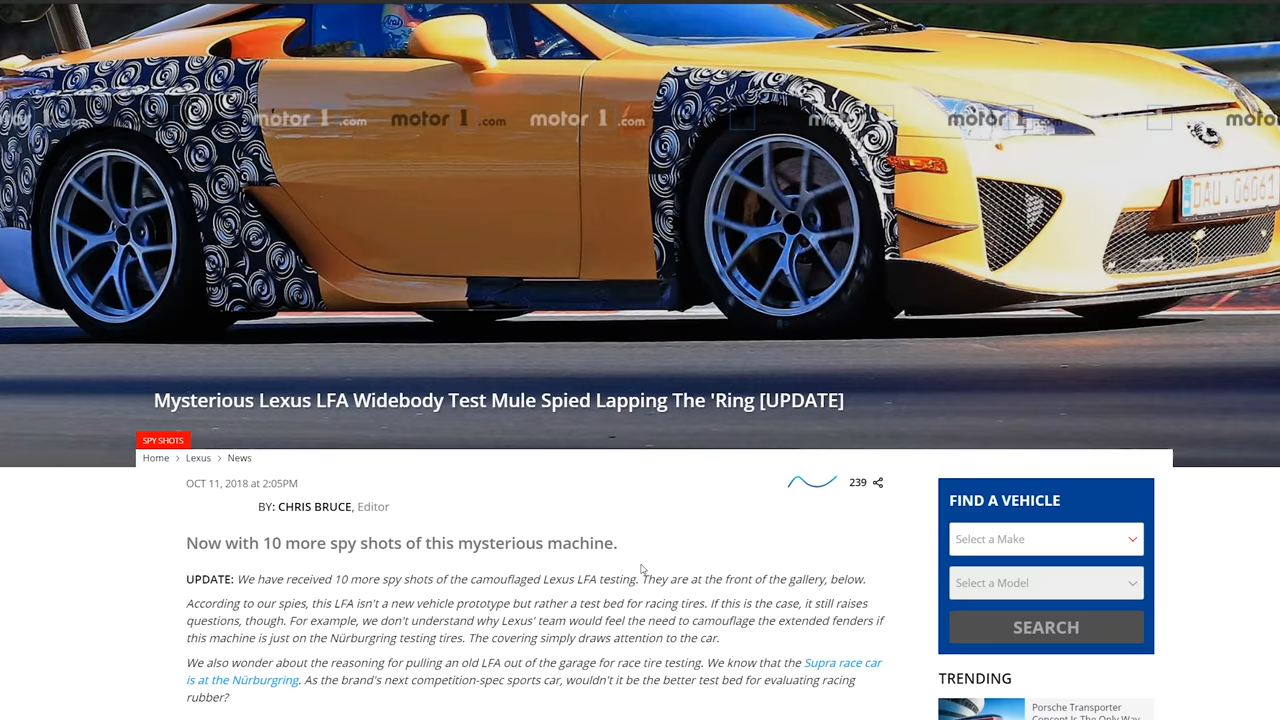 Arai
motor1.com motor1.com motor1.com motor1.com
DAU·06061
Mysterious Lexus LFA Widebody Test Mule Spied Lapping The 'Ring [UPDATE]
SPY SHOTS
Home > Lexus > News
OCT 11, 2018 at 2:05PM
239
BY: CHRIS BRUCE, Editor
Now with 10 more spy shots of this mysterious machine.
UPDATE: We have received 10 more spy shots of the camouflaged Lexus LFA testing. They are at the front of the gallery, below.
According to our spies, this LFA isn't a new vehicle prototype but rather a test bed for racing tires. If this is the case, it still raises
questions, though. For example, we don't understand why Lexus' team would feel the need to camouflage the extended fenders if
this machine is just on the Nürburgring testing tires. The covering simply draws attention to the car.
We also wonder about the reasoning for pulling an old LFA out of the garage for race tire testing. We know that the Supra race car
is at the Nürburgring. As the brand's next competition-spec sports car, wouldn't it be the better test bed for evaluating racing
rubber?
FIND A VEHICLE
Select a Make
Select a Model
SEARCH
TRENDING
Porsche Transporter
Concept Is The Only Way